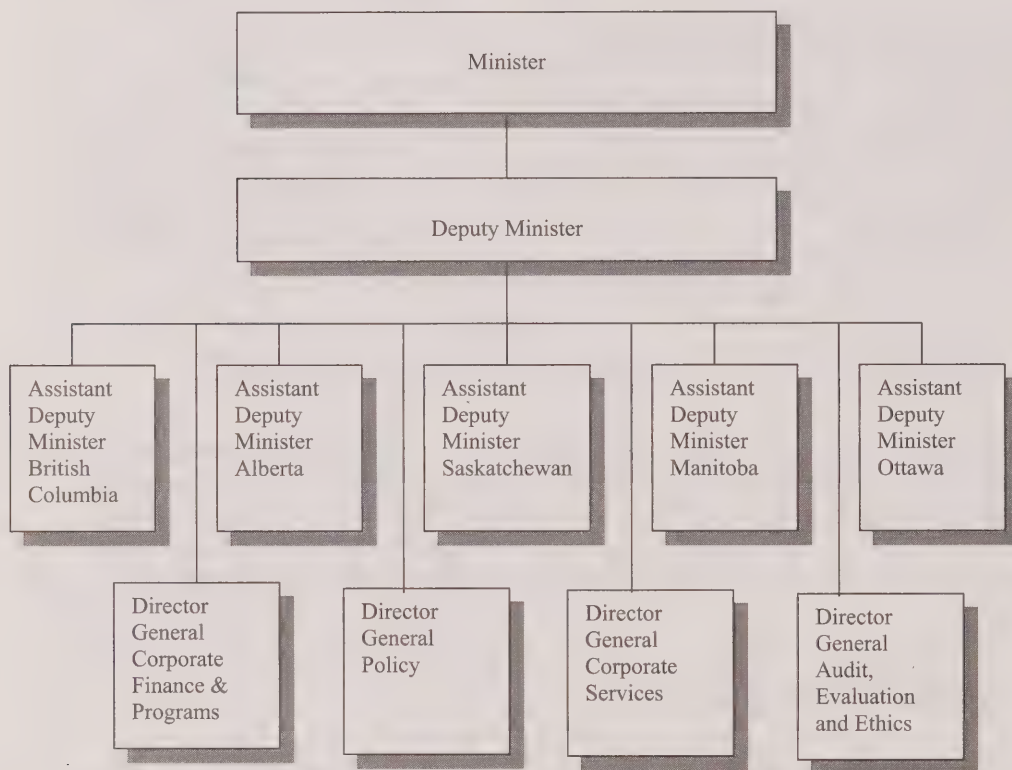 Minister
Deputy Minister
Assistant
Deputy
Minister
British
Columbia
Assistant
Deputy
Minister
Alberta
Assistant
Deputy
Minister
Saskatchewan
Assistant
Deputy
Minister
Manitoba
Assistant
Deputy
Minister
Ottawa
Director
General
Corporate
Finance &
Programs
Director
General
Policy
Director
General
Corporate
Services
Director
General
Audit,
Evaluation
and Ethics